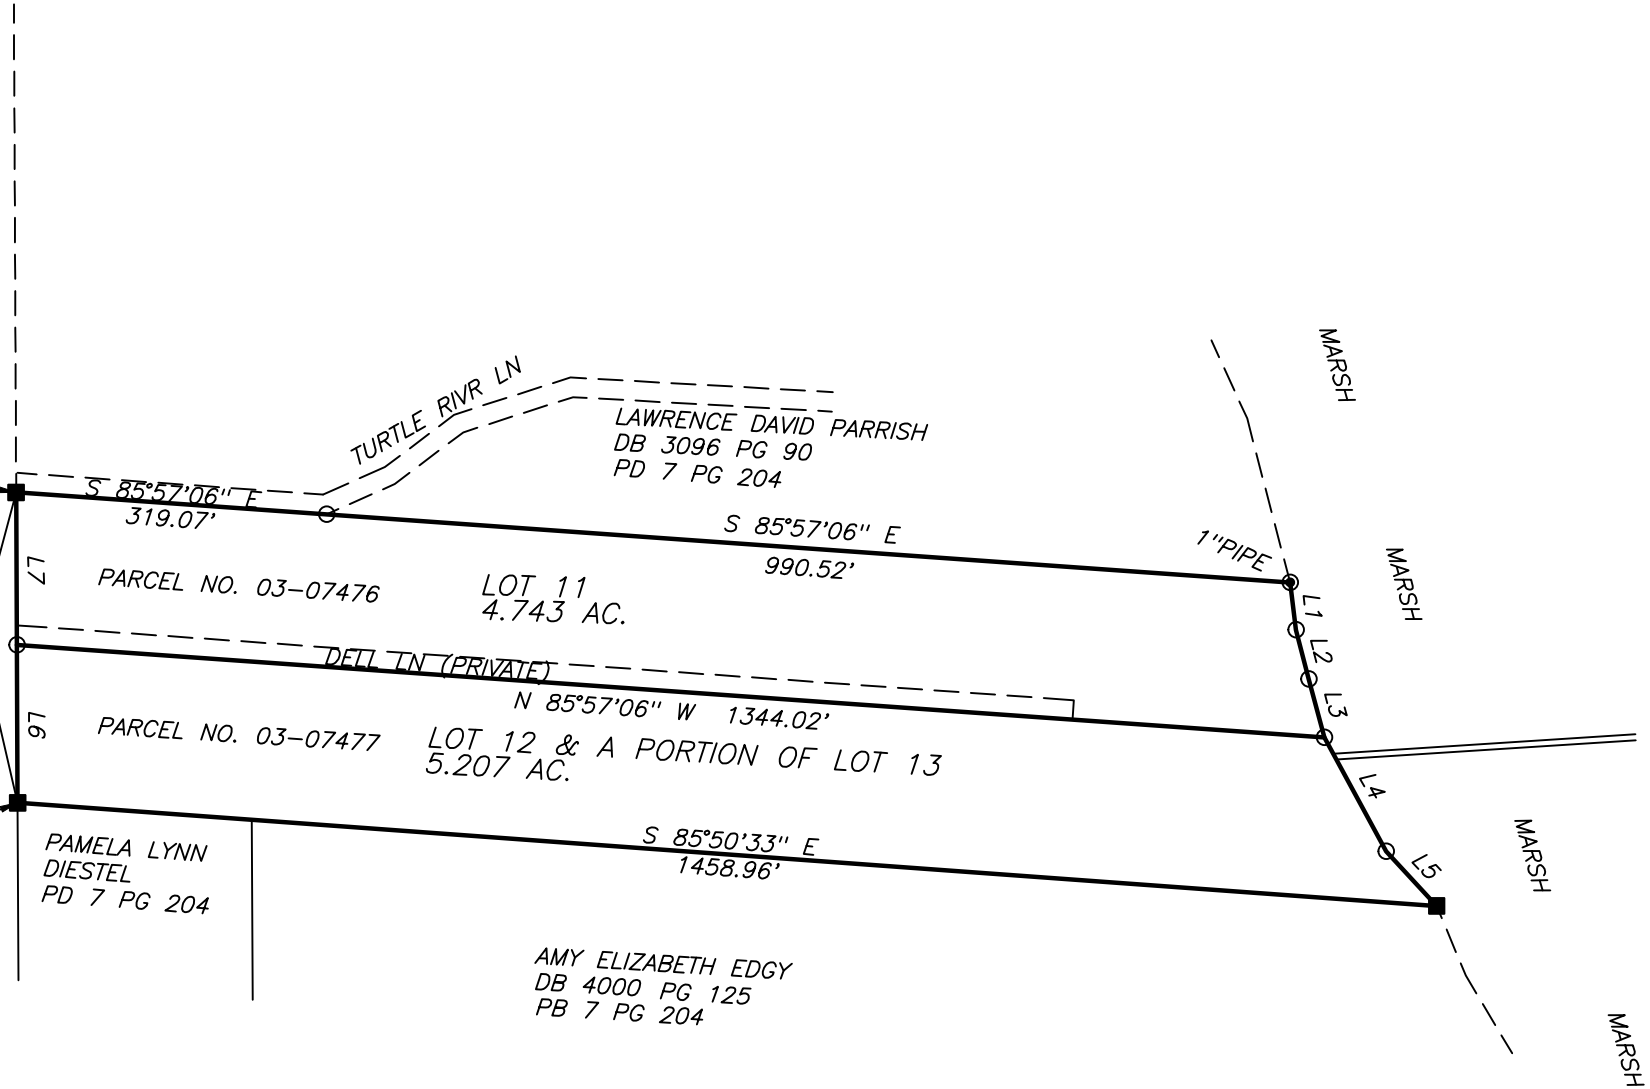 MARSH
TURTLE RIVR LN
LAWRENCE DAVID PARRISH
DB 3096 PG 90
PD 7 PG 204
S 85°57'06" E
319.07'
S 85°57'06" E
990.52'
1"PIPE
MARSH
L7
PARCEL NO. 03-07476
LOT 11
4.743 AC.
L1
L2
L3
DELL LN (PRIVATE)
N 85°57'06" W 1344.02'
L6
PARCEL NO. 03-07477
LOT 12 & A PORTION OF LOT 13
5.207 AC.
L4
L5
MARSH
S 85°50'33" E
1458.96'
PAMELA LYNN
DIESTEL
PD 7 PG 204
AMY ELIZABETH EDGY
DB 4000 PG 125
PB 7 PG 204
MARSH